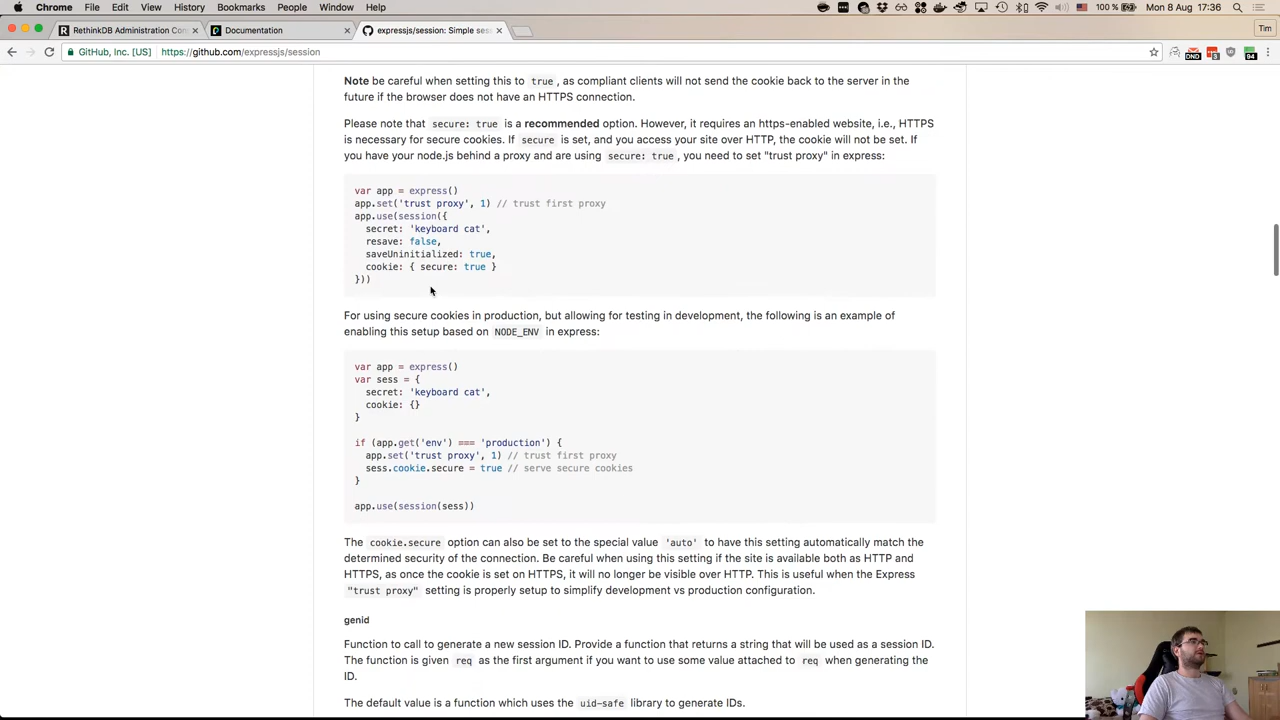 Chrome File Edit View History Bookmarks People Window Help 100 % Mon 8 Aug 17:36
RethinkDB Administration Con × Documentation × expressjs/session: Simple sess × Tim
GitHub, Inc. [US] https://github.com/expressjs/session DND 3 94
Note be careful when setting this to true, as compliant clients will not send the cookie back to the server in the
future if the browser does not have an HTTPS connection.
Please note that secure: true is a recommended option. However, it requires an https-enabled website, i.e., HTTPS
is necessary for secure cookies. If secure is set, and you access your site over HTTP, the cookie will not be set. If
you have your node.js behind a proxy and are using secure: true, you need to set "trust proxy" in express:
var app = express()
app.set('trust proxy', 1) // trust first proxy
app.use(session({
secret: 'keyboard cat',
resave: false,
saveUninitialized: true,
cookie: { secure: true }
}))
For using secure cookies in production, but allowing for testing in development, the following is an example of
enabling this setup based on NODE_ENV in express:
var app = express()
var sess = {
secret: 'keyboard cat',
cookie: {}
}
if (app.get('env') === 'production') {
app.set('trust proxy', 1) // trust first proxy
sess.cookie.secure = true // serve secure cookies
}
app.use(session(sess))
The cookie.secure option can also be set to the special value 'auto' to have this setting automatically match the
determined security of the connection. Be careful when using this setting if the site is available both as HTTP and
HTTPS, as once the cookie is set on HTTPS, it will no longer be visible over HTTP. This is useful when the Express
"trust proxy" setting is properly setup to simplify development vs production configuration.
genid
Function to call to generate a new session ID. Provide a function that returns a string that will be used as a session ID.
The function is given req as the first argument if you want to use some value attached to req when generating the
ID.
The default value is a function which uses the uid-safe library to generate IDs.